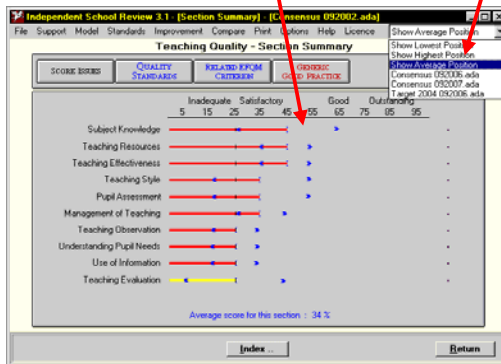 Independent School Review 3.1 - [Section Summary] - [Consensus 092002.ada]
File Support Model Standards Improvement Compare Print Options Help Licence Show Average Position
Show Lowest Position
Show Highest Position
Show Average Position
Consensus 092006.ada
Consensus 092007.ada
Target 2004 092006.ada
Teaching Quality - Section Summary
SCORE ISSUES
QUALITY STANDARDS
RELATED EFQM CRITERION
GENERIC GOOD PRACTICE
Inadequate Satisfactory Good Outstanding
5 15 25 35 45 55 65 75 85 95
Subject Knowledge
Teaching Resources
Teaching Effectiveness
Teaching Style
Pupil Assessment
Management of Teaching
Teaching Observation
Understanding Pupil Needs
Use of Information
Teaching Evaluation
Average score for this section : 34 %
Index ..
Return